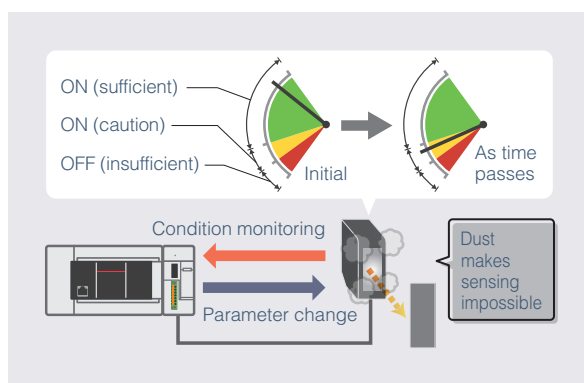 ON (sufficient)
ON (caution)
OFF (insufficient)
Initial
As time
passes
Condition monitoring
Parameter change
Dust
makes
sensing
impossible